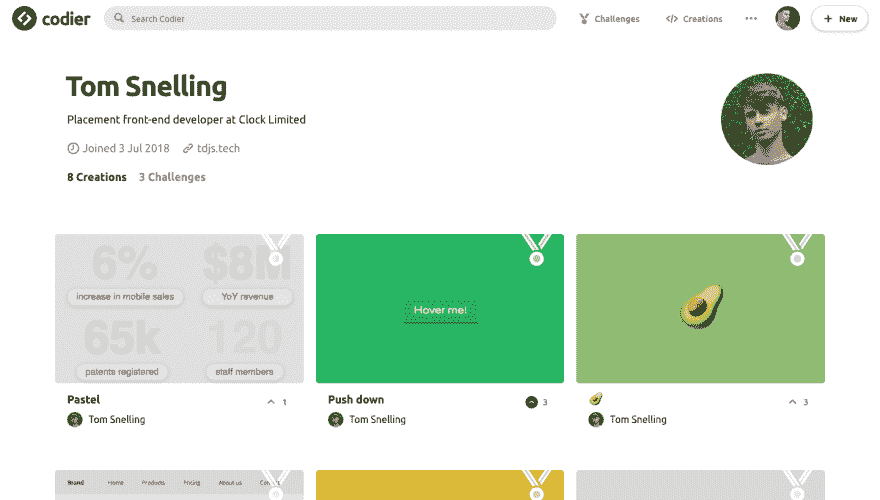 codier
Search Codier
Challenges
Creations
New
Tom Snelling
Placement front-end developer at Clock Limited
Joined 3 Jul 2018 tdjs.tech
8 Creations 3 Challenges
6% $8M
increase in mobile sales YoY revenue
65k 120
patents registered staff members
Hover me!
Pastel 1
Tom Snelling
Push down 3
Tom Snelling
3
Tom Snelling
Brand Home Products Pricing About us